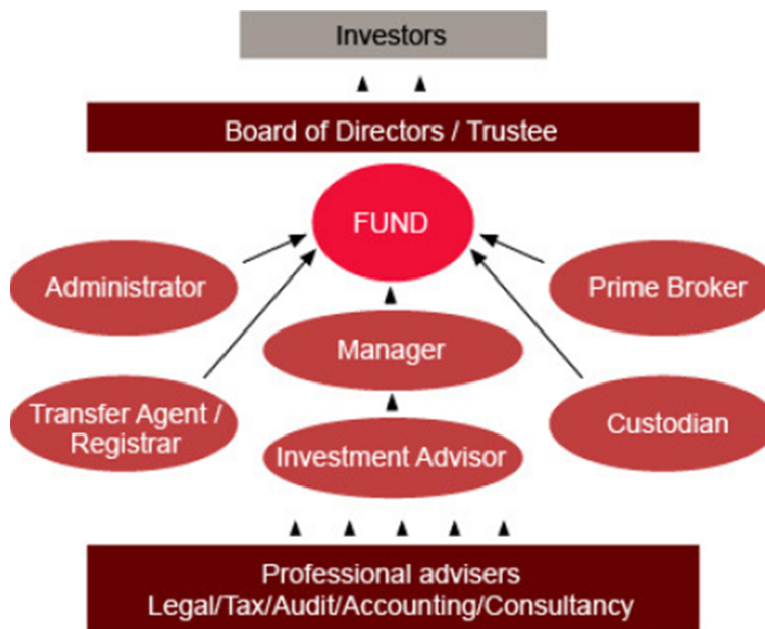 Investors
Board of Directors / Trustee
FUND
Administrator
Prime Broker
Manager
Transfer Agent /
Registrar
Custodian
Investment Advisor
Professional advisers
Legal/Tax/Audit/Accounting/Consultancy